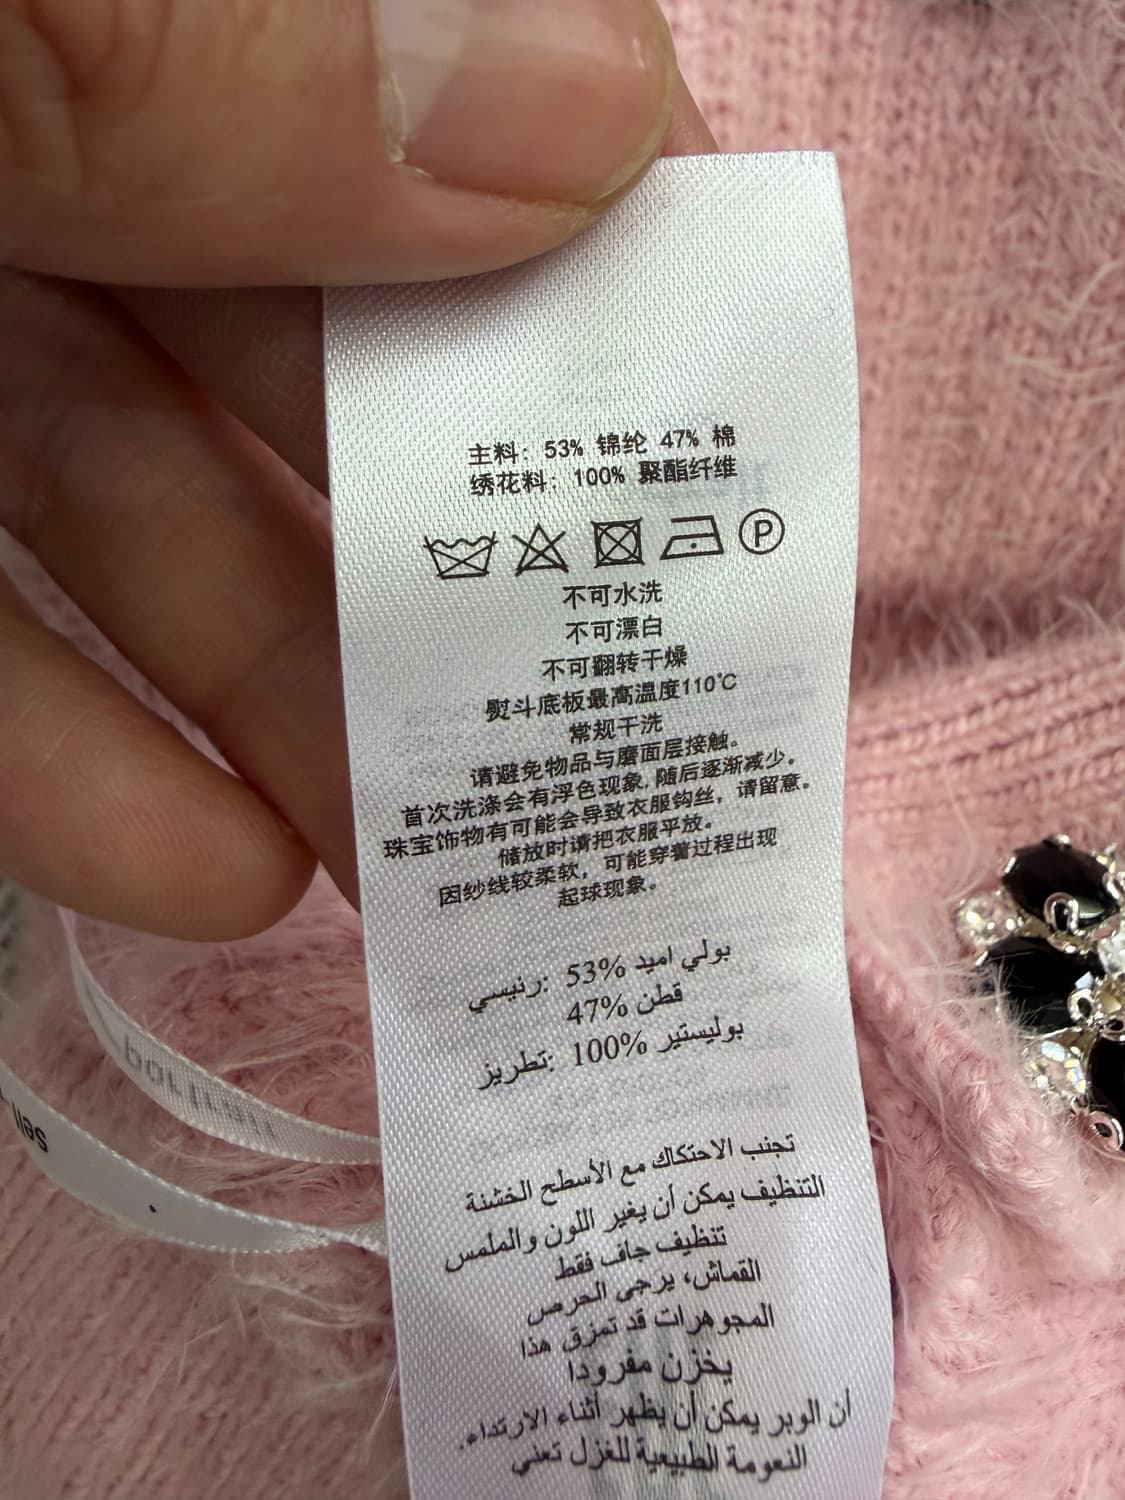 主料: 53% 锦纶 47% 棉
绣花料: 100% 聚酯纤维
P
不可水洗
不可漂白
不可翻转干燥
熨斗底板最高温度110℃
常规干洗
请避免物品与磨面层接触。
首次洗涤会有浮色现象,随后逐渐减少。
珠宝饰物有可能会导致衣服钩丝，请留意。
储放时请把衣服平放。
因纱线较柔软，可能穿着过程出现
起球现象。
رئيسي: 53% بولي اميد
47% قطن
تطريز: 100% بوليستير
تجنب الاحتكاك مع الأسطح الخشنة
التنظيف يمكن أن يغير اللون والملمس
تنظيف جاف فقط
القماش، يرجى الحرص
المجوهرات قد تمزق هذا
يخزن مفرودا
أن الوبر يمكن أن يظهر أثناء الارتداء.
النعومة الطبيعية للغزل تعني
self-